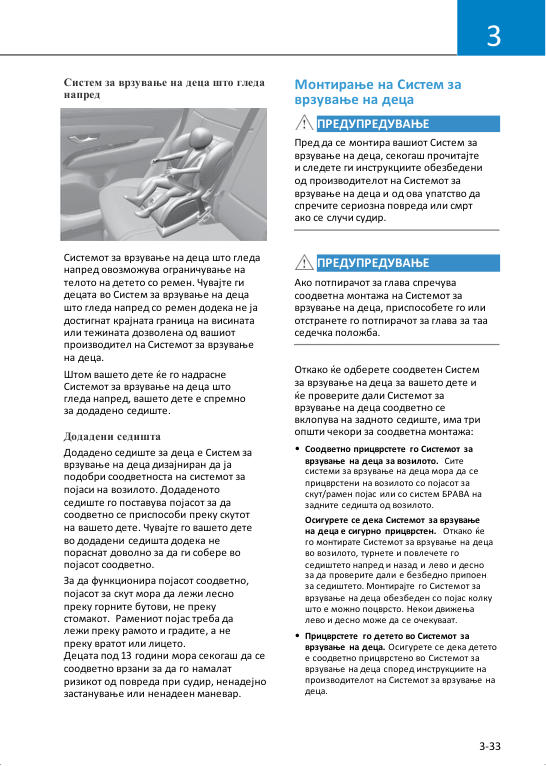 3
Систем за врзување на деца што гледа
напред
Системот за врзување на деца што гледа
напред овозможува ограничување на
телото на детето со ремен. Чувајте ги
децата во Систем за врзување на деца
што гледа напред со ремен додека не ја
достигнат крајната граница на висината
или тежината дозволена од вашиот
производител на Системот за врзување
на деца.
Штом вашето дете ќе го надрасне
Системот за врзување на деца што
гледа напред, вашето дете е спремно
за додадено седиште.
Додадени седишта
Додадено седиште за деца е Систем за
врзување на деца дизајниран да ја
подобри соодветноста на системот за
појаси на возилото. Додаденото
седиште го поставува појасот за да
соодветно се приспособи преку скутот
на вашето дете. Чувајте го вашето дете
во додадени седишта додека не
пораснат доволно за да ги собере во
појасот соодветно.
За да функционира појасот соодветно,
појасот за скут мора да лежи лесно
преку горните бутови, не преку
стомакот. Рамениот појас треба да
лежи преку рамото и градите, а не
преку вратот или лицето.
Децата под 13 години мора секогаш да се
соодветно врзани за да го намалат
ризикот од повреда при судир, ненадејно
застанување или ненадеен маневар.
Монтирање на Систем за
врзување на деца
ПРЕДУПРЕДУВАЊЕ
Пред да се монтира вашиот Систем за
врзување на деца, секогаш прочитајте
и следете ги инструкциите обезбедени
од производителот на Системот за
врзување на деца и од ова упатство да
спречите сериозна повреда или смрт
ако се случи судир.
ПРЕДУПРЕДУВАЊЕ
Ако потпирачот за глава спречува
соодветна монтажа на Системот за
врзување на деца, приспособете го или
отстранете го потпирачот за глава за таа
седечка положба.
Откако ќе одберете соодветен Систем
за врзување на деца за вашето дете и
ќе проверите дали Системот за
врзување на деца соодветно се
вклопува на задното седиште, има три
општи чекори за соодветна монтажа:
• Соодветно прицврстете го Системот за
врзување на деца за возилото. Сите
системи за врзување на деца мора да се
прицврстени на возилото со појасот за
скут/рамен појас или со систем БРАВА на
задните седишта од возилото.
Осигурете се дека Системот за врзување
на деца е сигурно прицврстен. Откако ќе
го монтирате Системот за врзување на деца
во возилото, турнете и повлечете го
седиштето напред и назад и лево и десно
за да проверите дали е безбедно припоен
за седиштето. Монтирајте го Системот за
врзување на деца обезбеден со појас колку
што е можно поцврсто. Некои движења
лево и десно може да се очекуваат.
• Прицврстете го детето во Системот за
врзување на деца. Осигурете се дека детето
е соодветно прицврстено во Системот за
врзување на деца според инструкциите на
производителот на Системот за врзување на
деца.
3-33